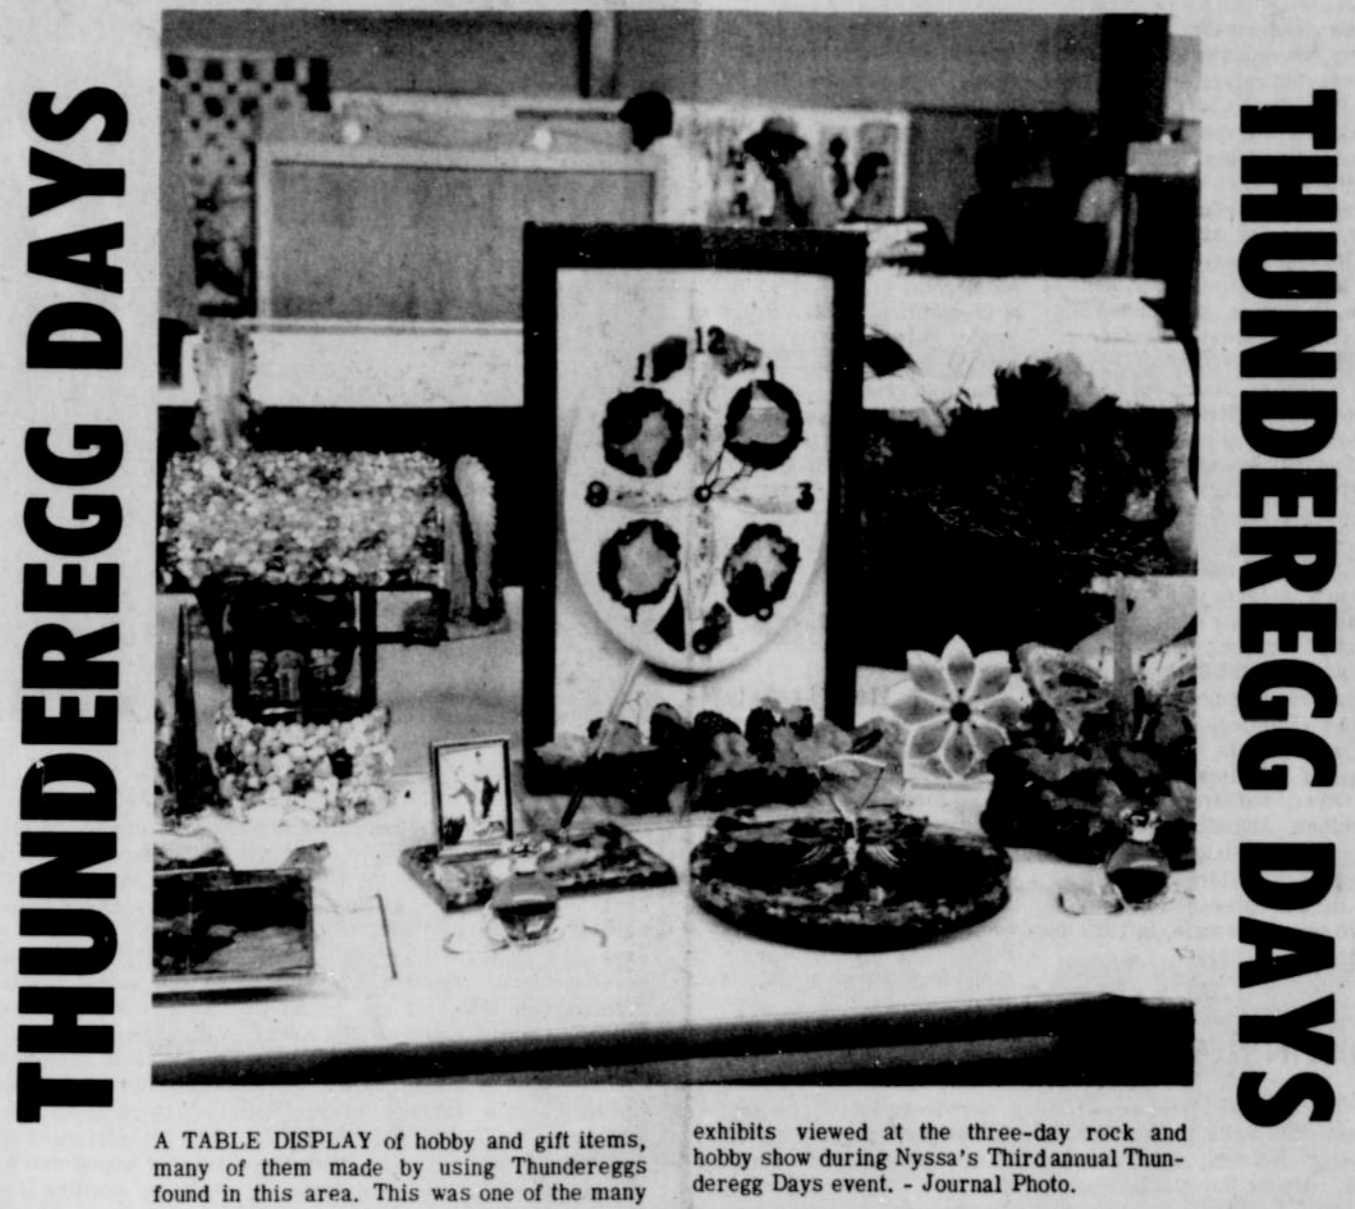 THUNDEREGG DAYS
12
1
1
9
3
A TABLE DISPLAY of hobby and gift items,
many of them made by using Thundereggs
found in this area. This was one of the many
exhibits viewed at the three-day rock and
hobby show during Nyssa's Third annual Thun-
deregg Days event. - Journal Photo.
THUNDEREGG DAYS